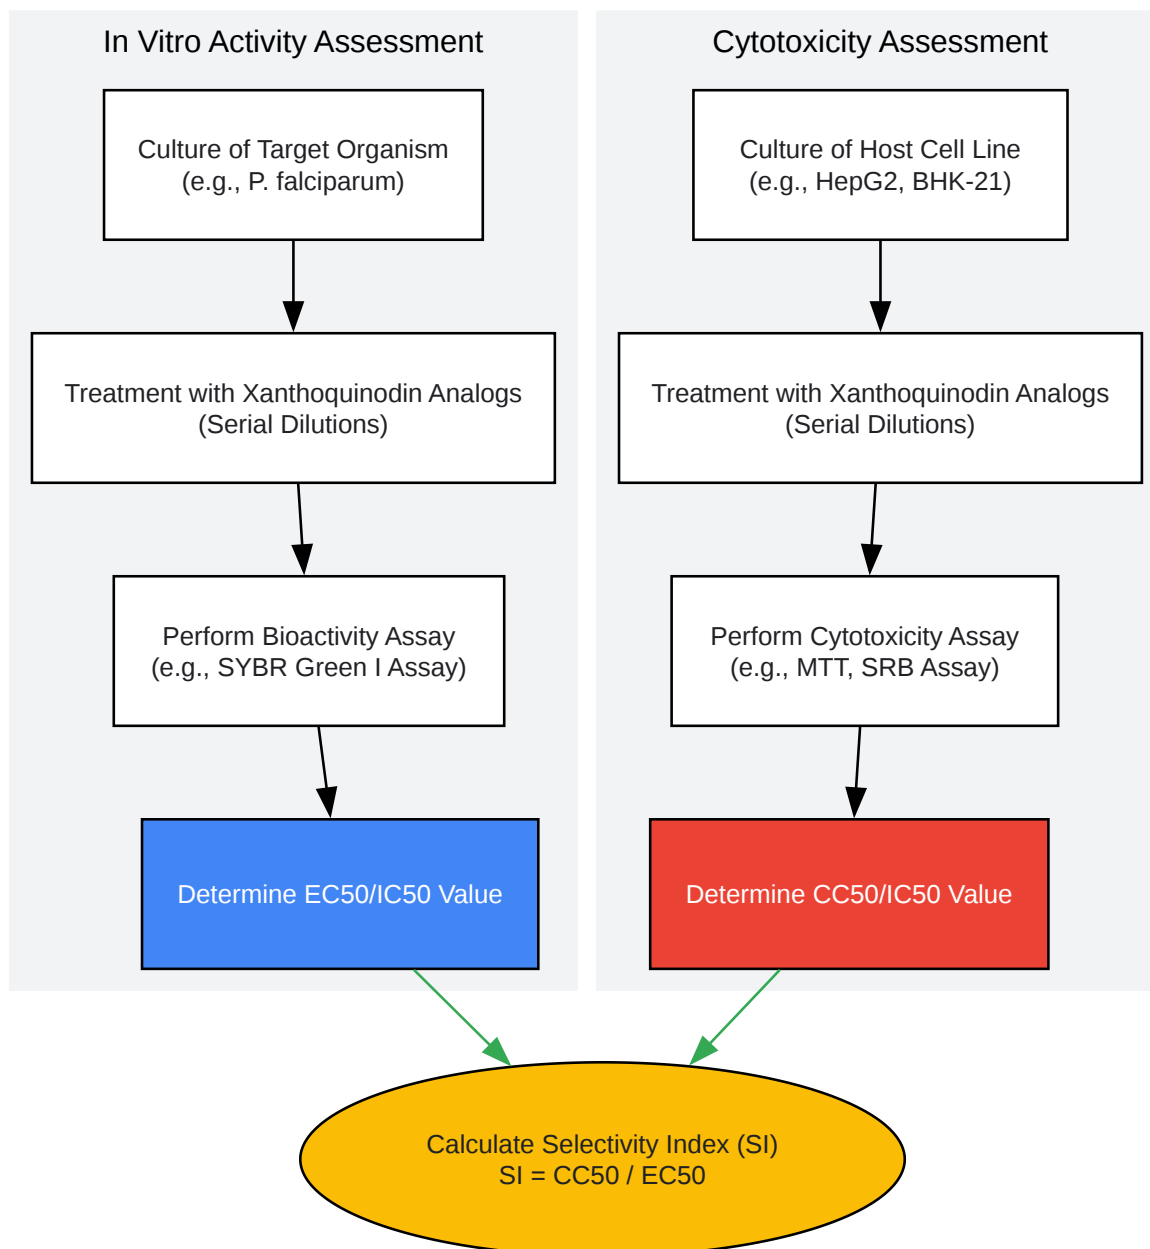 In Vitro Activity Assessment
Culture of Target Organism
(e.g., P. falciparum)
Treatment with Xanthoquinodin Analogs
(Serial Dilutions)
Perform Bioactivity Assay
(e.g., SYBR Green I Assay)
Determine EC50/IC50 Value
Cytotoxicity Assessment
Culture of Host Cell Line
(e.g., HepG2, BHK-21)
Treatment with Xanthoquinodin Analogs
(Serial Dilutions)
Perform Cytotoxicity Assay
(e.g., MTT, SRB Assay)
Determine CC50/IC50 Value
Calculate Selectivity Index (SI)
SI = CC50 / EC50